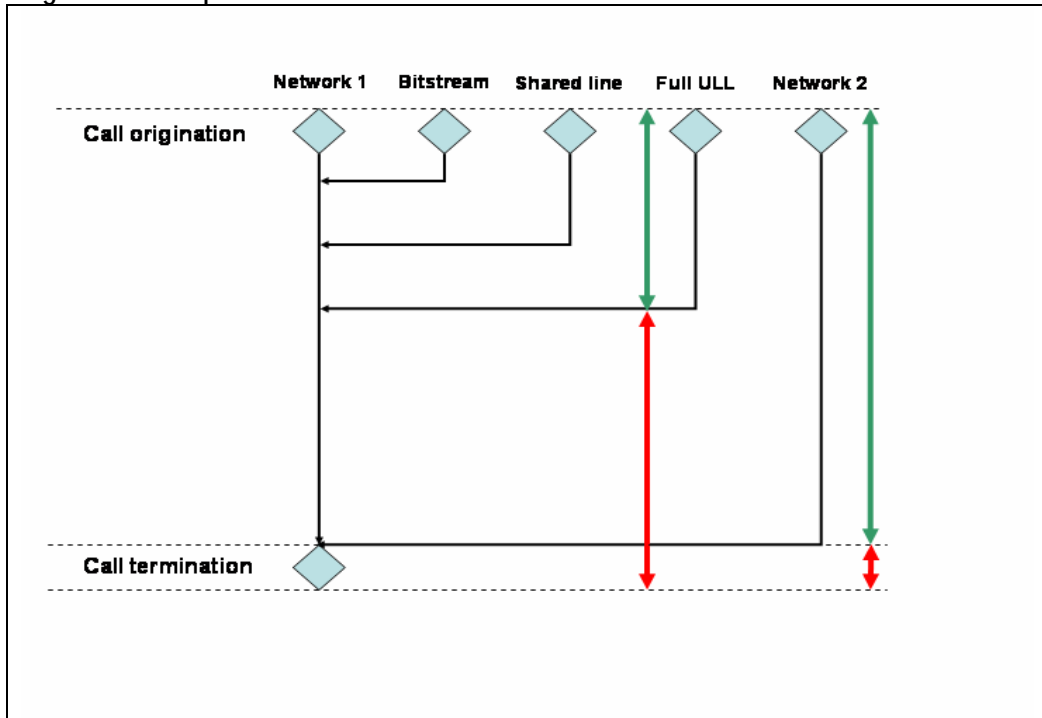 Network 1 Bitstream Shared line Full ULL Network 2
Call origination
Call termination